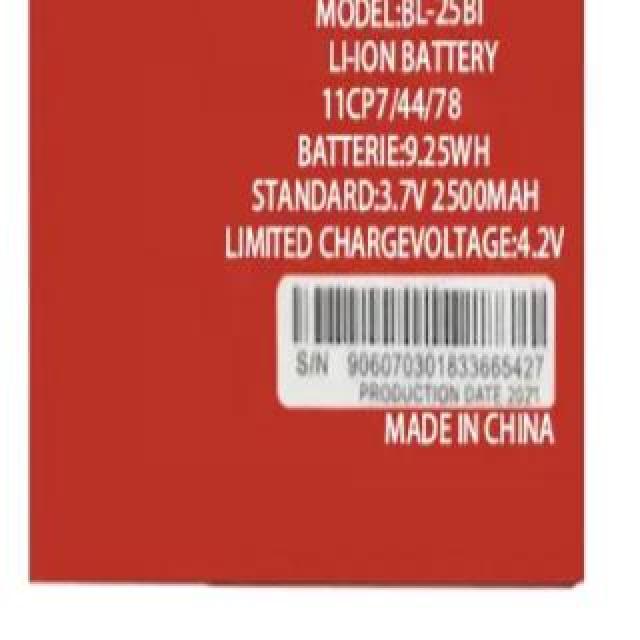 MODEL:BL-25BI
LI-ION BATTERY
11CP7/44/78
BATTERIE:9.25WH
STANDARD:3.7V 2500MAH
LIMITED CHARGEVOLTAGE:4.2V
S/N 906070301833665427
PRODUCTION DATE 2021
MADE IN CHINA